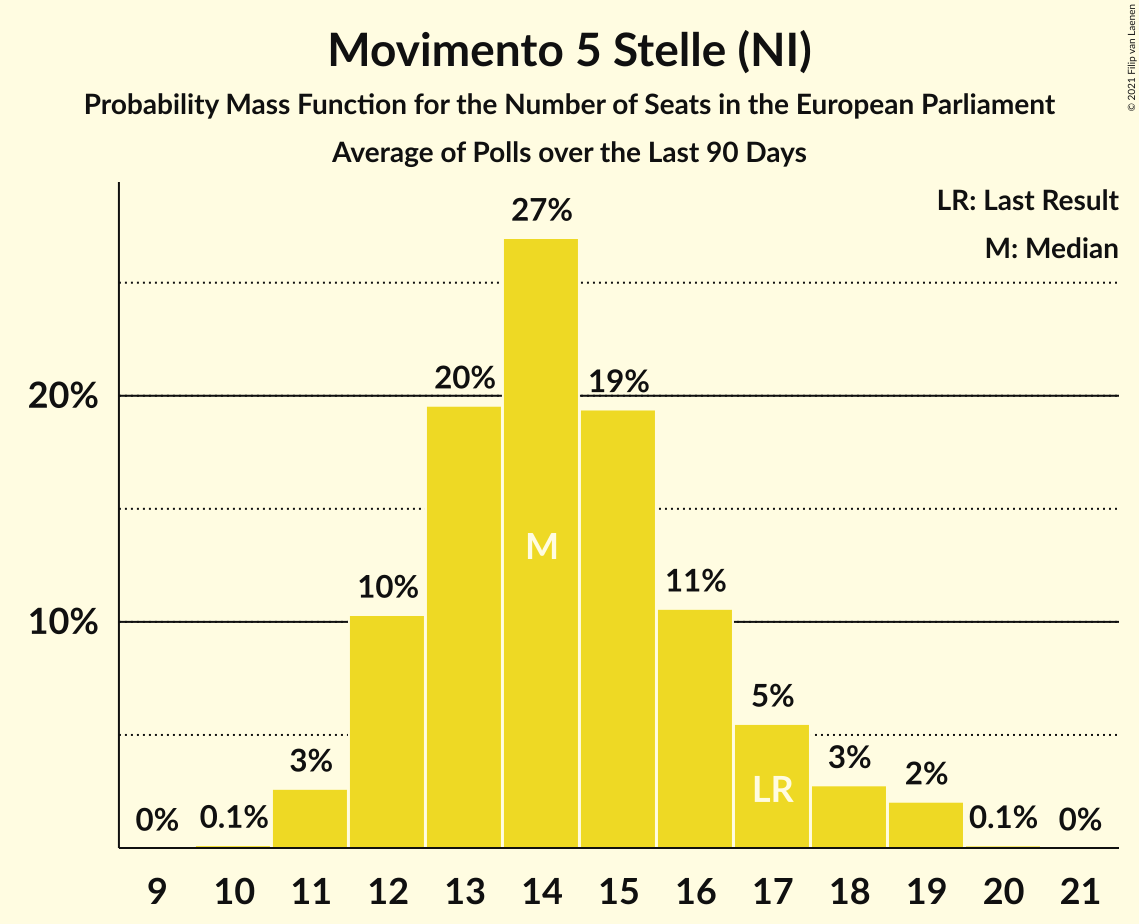 Movimento 5 Stelle (NI)
Probability Mass Function for the Number of Seats in the European Parliament
Average of Polls over the Last 90 Days
© 2021 Filip van Laenen
LR: Last Result
M: Median
27%
20%
19%
20%
M
10%
11%
10%
5%
3%
3%
2%
LR
0%
0.1%
0.1%
0%
9 10 11 12 13 14 15 16 17 18 19 20 21